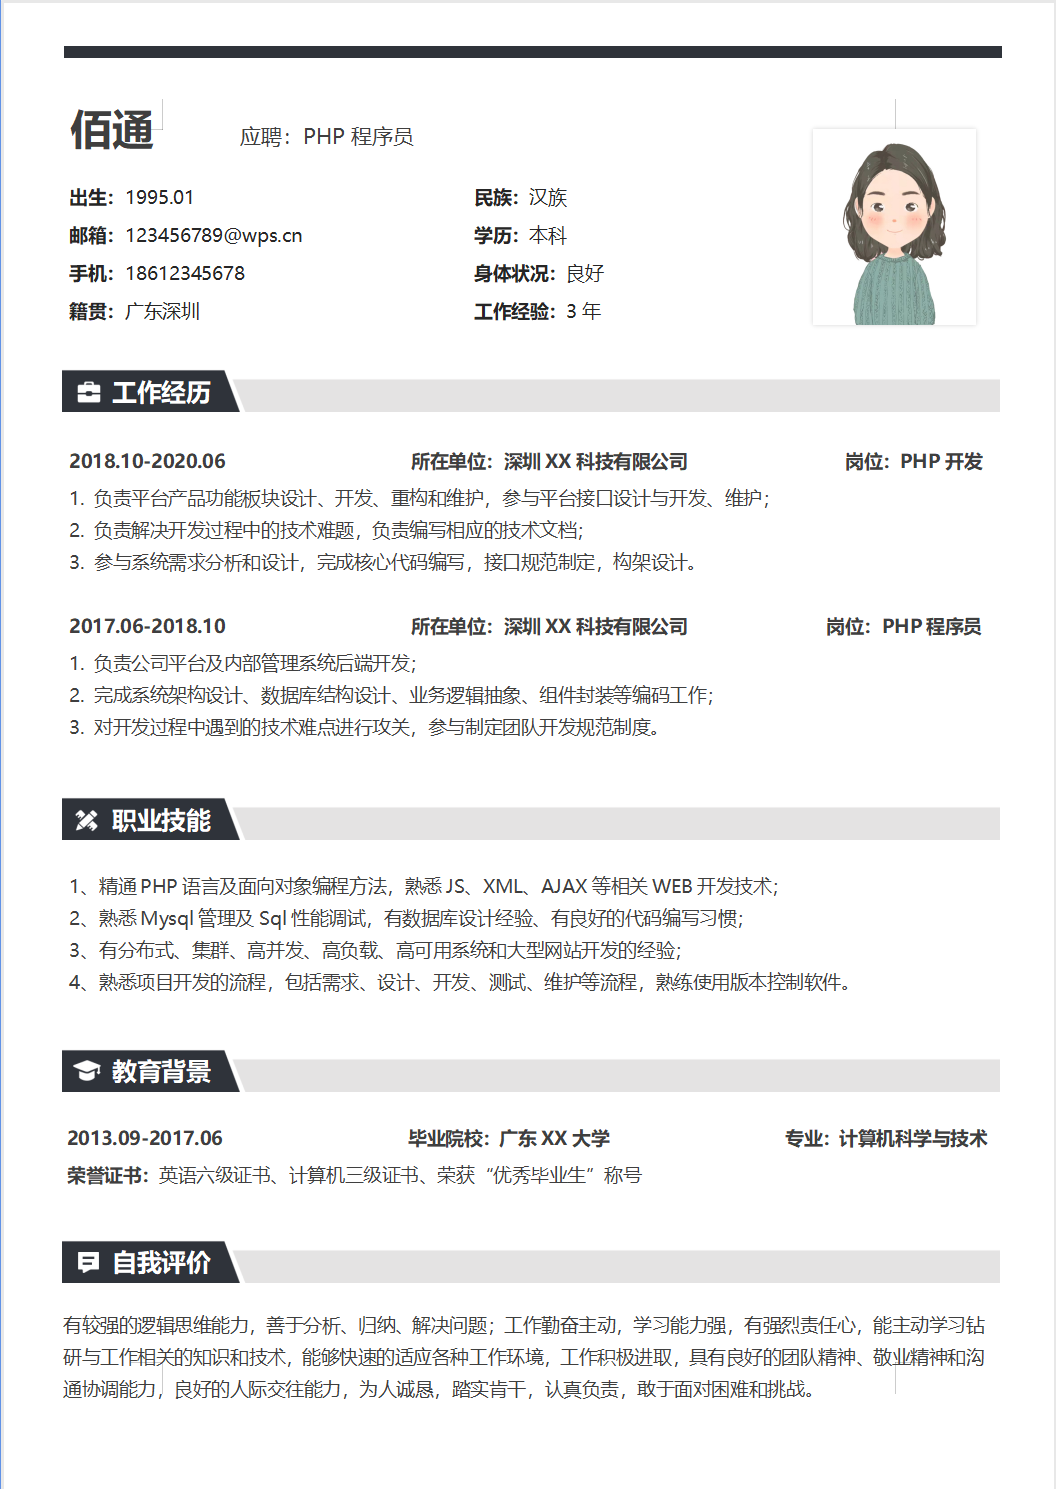 佰通
应聘：PHP 程序员
出生：1995.01
民族：汉族
邮箱：123456789@wps.cn
学历：本科
手机：18612345678
身体状况：良好
籍贯：广东深圳
工作经验：3 年
工作经历
2018.10-2020.06 所在单位：深圳 XX 科技有限公司 岗位：PHP 开发
1. 负责平台产品功能板块设计、开发、重构和维护，参与平台接口设计与开发、维护；
2. 负责解决开发过程中的技术难题，负责编写相应的技术文档；
3. 参与系统需求分析和设计，完成核心代码编写，接口规范制定，构架设计。
2017.06-2018.10 所在单位：深圳 XX 科技有限公司 岗位：PHP 程序员
1. 负责公司平台及内部管理系统后端开发；
2. 完成系统架构设计、数据库结构设计、业务逻辑抽象、组件封装等编码工作；
3. 对开发过程中遇到的技术难点进行攻关，参与制定团队开发规范制度。
职业技能
1、精通 PHP 语言及面向对象编程方法，熟悉 JS、XML、AJAX 等相关 WEB 开发技术；
2、熟悉 Mysql 管理及 Sql 性能调试，有数据库设计经验、有良好的代码编写习惯；
3、有分布式、集群、高并发、高负载、高可用系统和大型网站开发的经验；
4、熟悉项目开发的流程，包括需求、设计、开发、测试、维护等流程，熟练使用版本控制软件。
教育背景
2013.09-2017.06 毕业院校：广东 XX 大学 专业：计算机科学与技术
荣誉证书：英语六级证书、计算机三级证书、荣获“优秀毕业生”称号
自我评价
有较强的逻辑思维能力，善于分析、归纳、解决问题；工作勤奋主动，学习能力强，有强烈责任心，能主动学习钻
研与工作相关的知识和技术，能够快速的适应各种工作环境，工作积极进取，具有良好的团队精神、敬业精神和沟
通协调能力，良好的人际交往能力，为人诚恳，踏实肯干，认真负责，敢于面对困难和挑战。